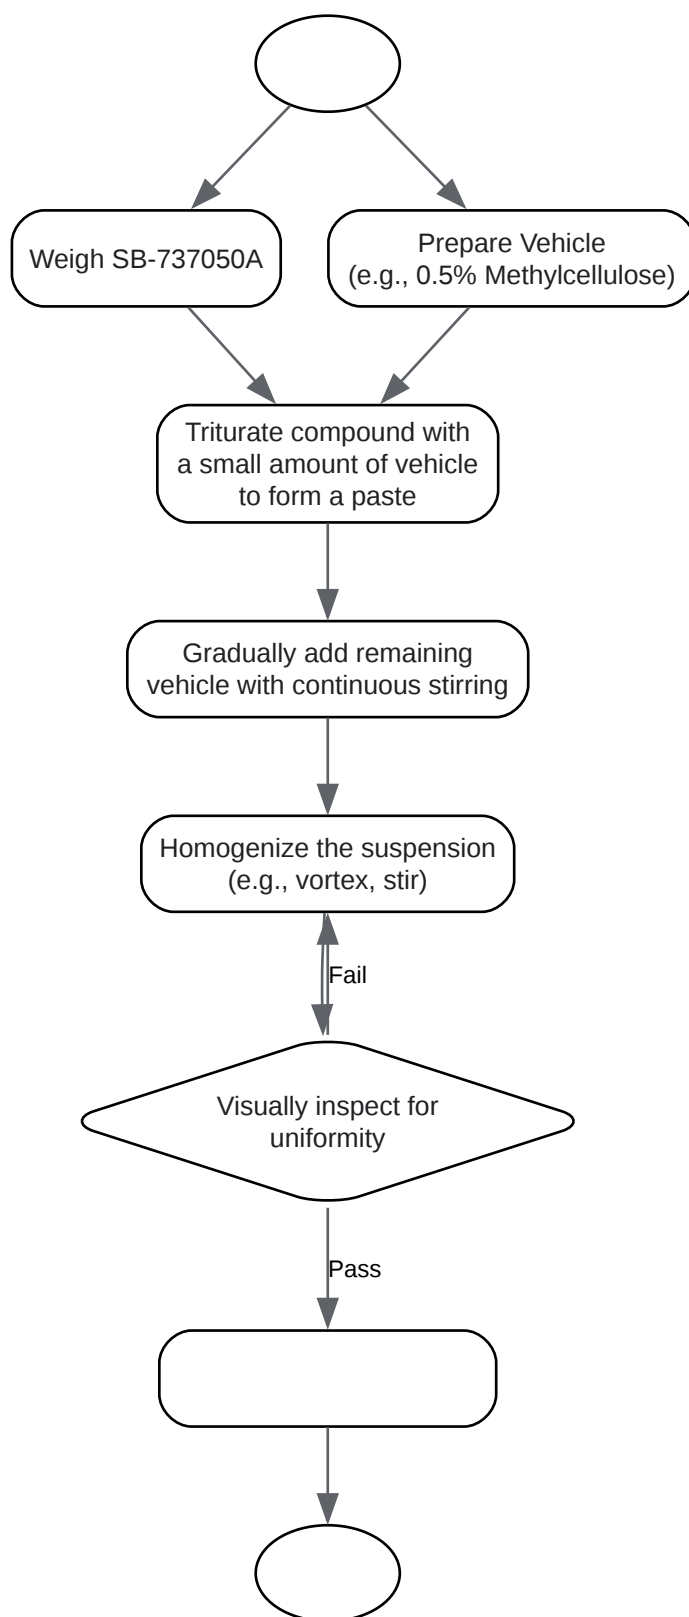 Weigh SB-737050A
Prepare Vehicle
(e.g., 0.5% Methylcellulose)
Triturate compound with
a small amount of vehicle
to form a paste
Gradually add remaining
vehicle with continuous stirring
Homogenize the suspension
(e.g., vortex, stir)
Fail
Visually inspect for
uniformity
Pass